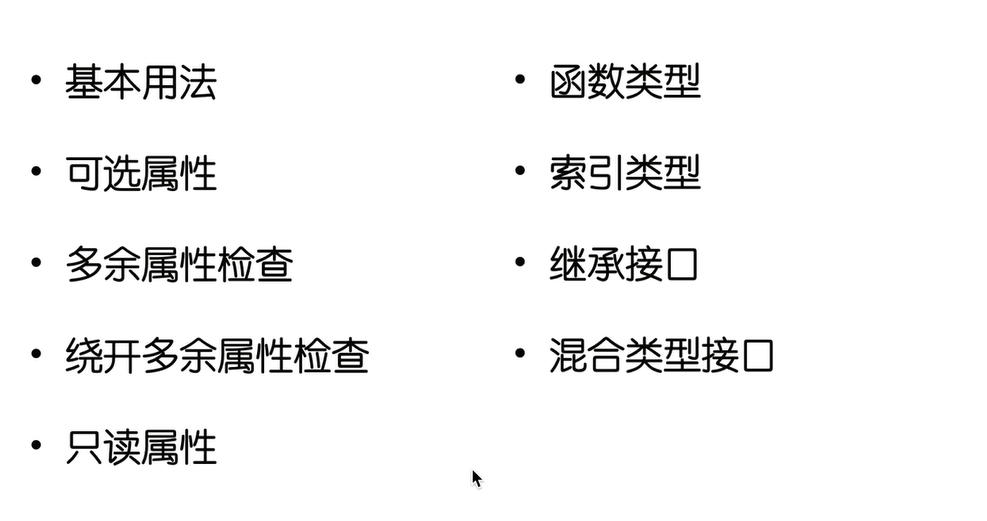 • 基本用法
• 可选属性
• 多余属性检查
• 绕开多余属性检查
• 只读属性
• 函数类型
• 索引类型
• 继承接口
• 混合类型接口